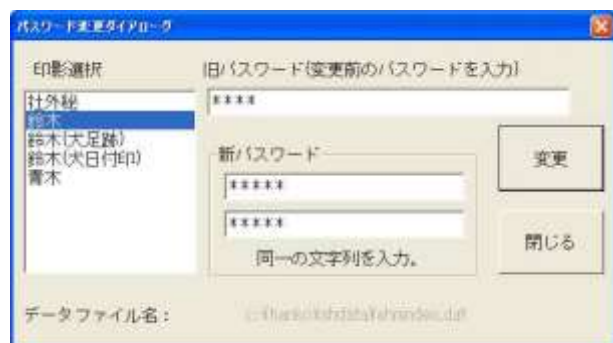 パスワード変更ダイアローグ
印影選択
旧パスワード(変更前のパスワードを入力)
社外秘
鈴木
鈴木(犬足跡)
鈴木(犬日付印)
青木
****
新パスワード
*****
*****
同一の文字列を入力。
変更
閉じる
データファイル名：